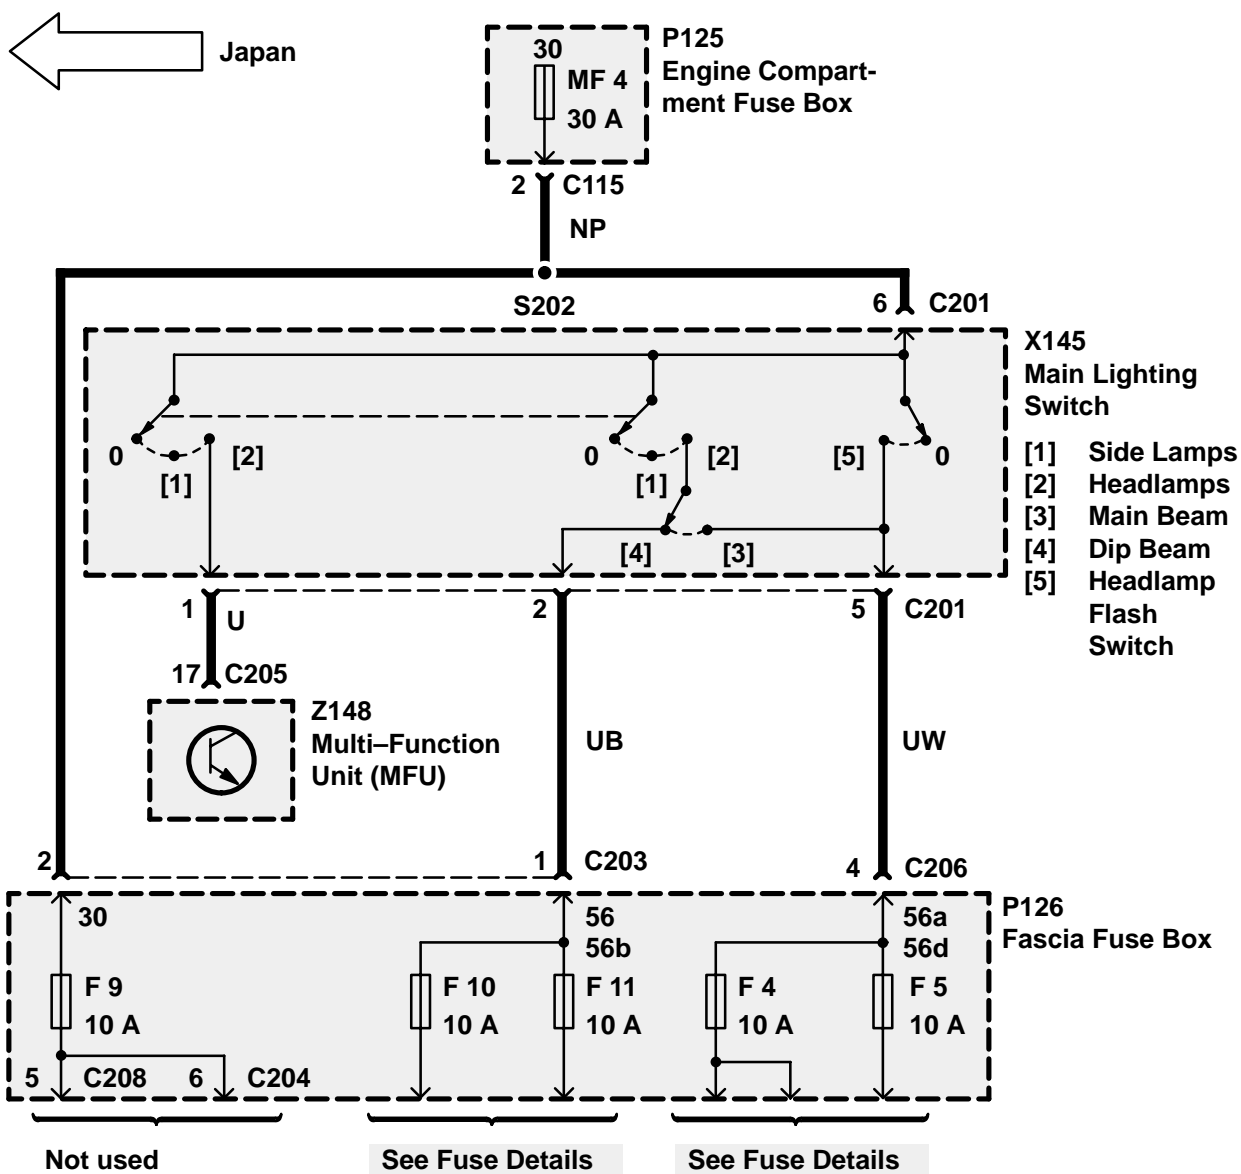 Japan
30
MF 4
30 A
P125
Engine Compart-
ment Fuse Box
2 C115
NP
S202
6 C201
X145
Main Lighting
Switch
0 [1] [2]
0 [1] [2]
[5] 0
[4] [3]
[1] Side Lamps
[2] Headlamps
[3] Main Beam
[4] Dip Beam
[5] Headlamp
Flash
Switch
1 U
2
5 C201
17 C205
Z148
Multi–Function
Unit (MFU)
UB
UW
2
1 C203
4 C206
P126
Fascia Fuse Box
30
56
56b
56a
56d
F 9
10 A
F 10
10 A
F 11
10 A
F 4
10 A
F 5
10 A
5 C208
6 C204
Not used
See Fuse Details
See Fuse Details